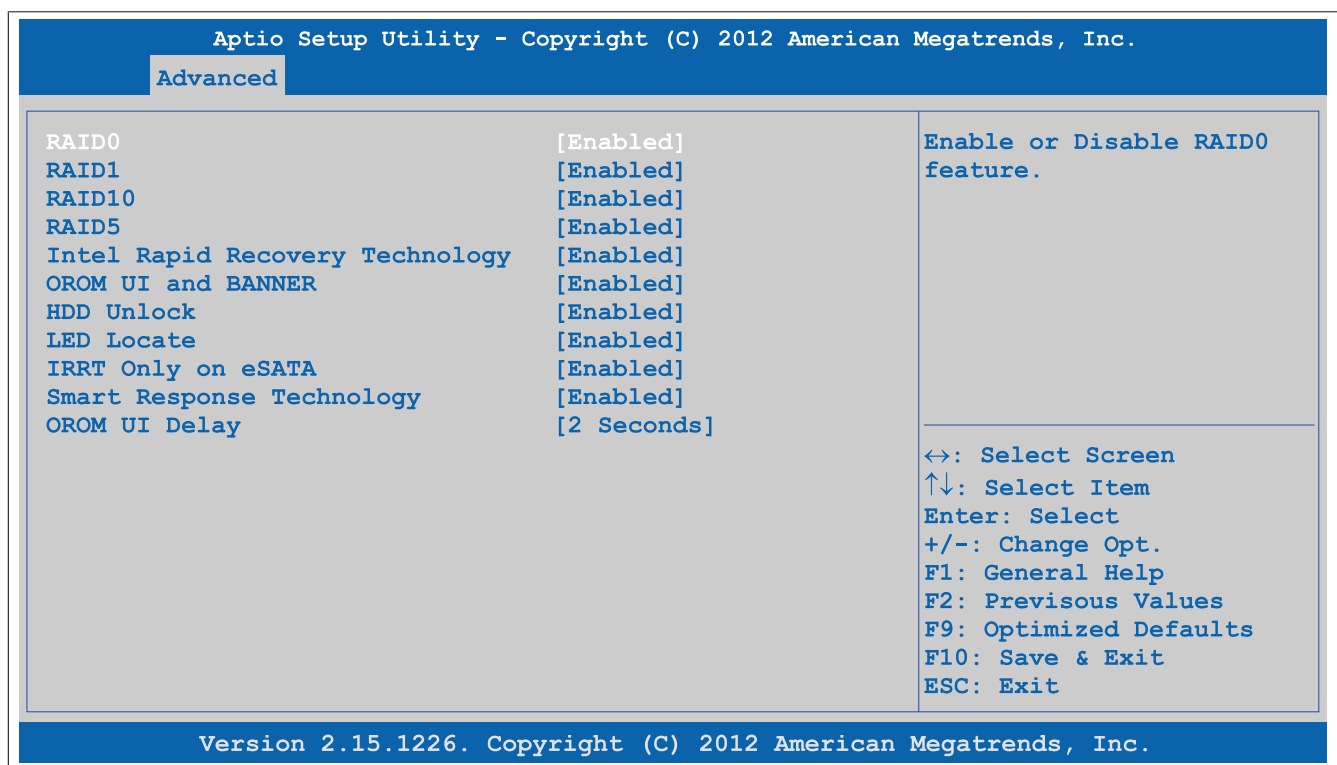 Aptio Setup Utility - Copyright (C) 2012 American Megatrends, Inc.
Advanced
RAID0 [Enabled]
RAID1 [Enabled]
RAID10 [Enabled]
RAID5 [Enabled]
Intel Rapid Recovery Technology [Enabled]
OROM UI and BANNER [Enabled]
HDD Unlock [Enabled]
LED Locate [Enabled]
IRRT Only on eSATA [Enabled]
Smart Response Technology [Enabled]
OROM UI Delay [2 Seconds]
Enable or Disable RAID0
feature.
↔: Select Screen
↑↓: Select Item
Enter: Select
+/-: Change Opt.
F1: General Help
F2: Previsous Values
F9: Optimized Defaults
F10: Save & Exit
ESC: Exit
Version 2.15.1226. Copyright (C) 2012 American Megatrends, Inc.